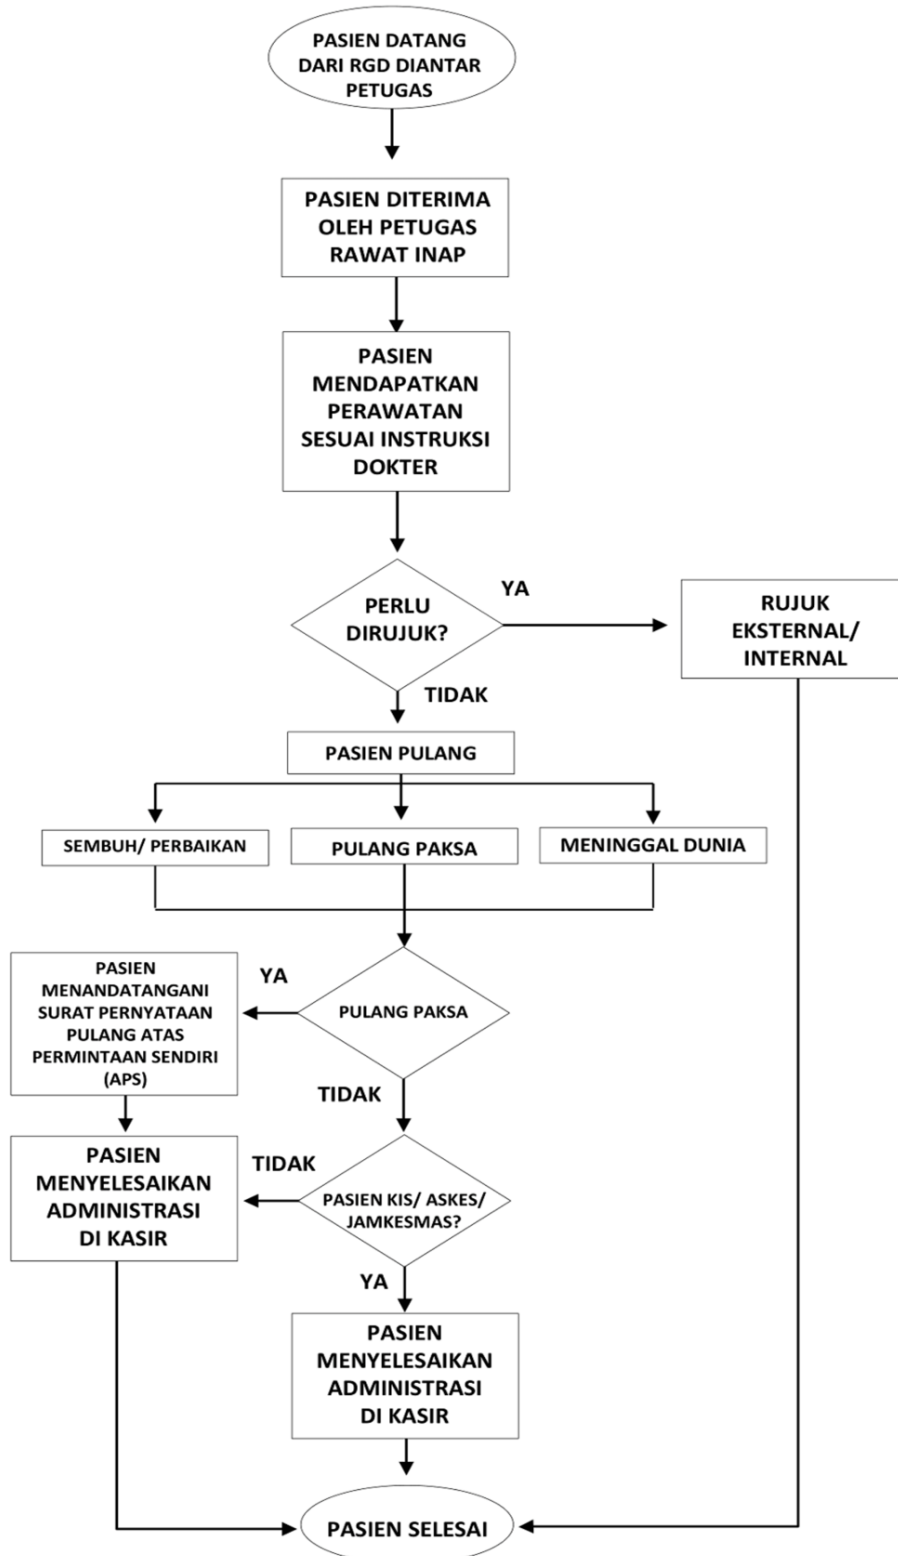 PASIEN DATANG
DARI RGD DIANTAR
PETUGAS
PASIEN DITERIMA
OLEH PETUGAS
RAWAT INAP
PASIEN
MENDAPATKAN
PERAWATAN
SESUAI INSTRUKSI
DOKTER
PERLU
DIRUJUK?
YA
RUJUK
EKSTERNAL/
INTERNAL
TIDAK
PASIEN PULANG
SEMBUH/ PERBAIKAN
PULANG PAKSA
MENINGGAL DUNIA
PULANG PAKSA
YA
PASIEN
MENANDATANGANI
SURAT PERNYATAAN
PULANG ATAS
PERMINTAAN SENDIRI
(APS)
TIDAK
PASIEN KIS/ ASKES/
JAMKESMAS?
TIDAK
PASIEN
MENYELESAIKAN
ADMINISTRASI
DI KASIR
YA
PASIEN
MENYELESAIKAN
ADMINISTRASI
DI KASIR
PASIEN SELESAI